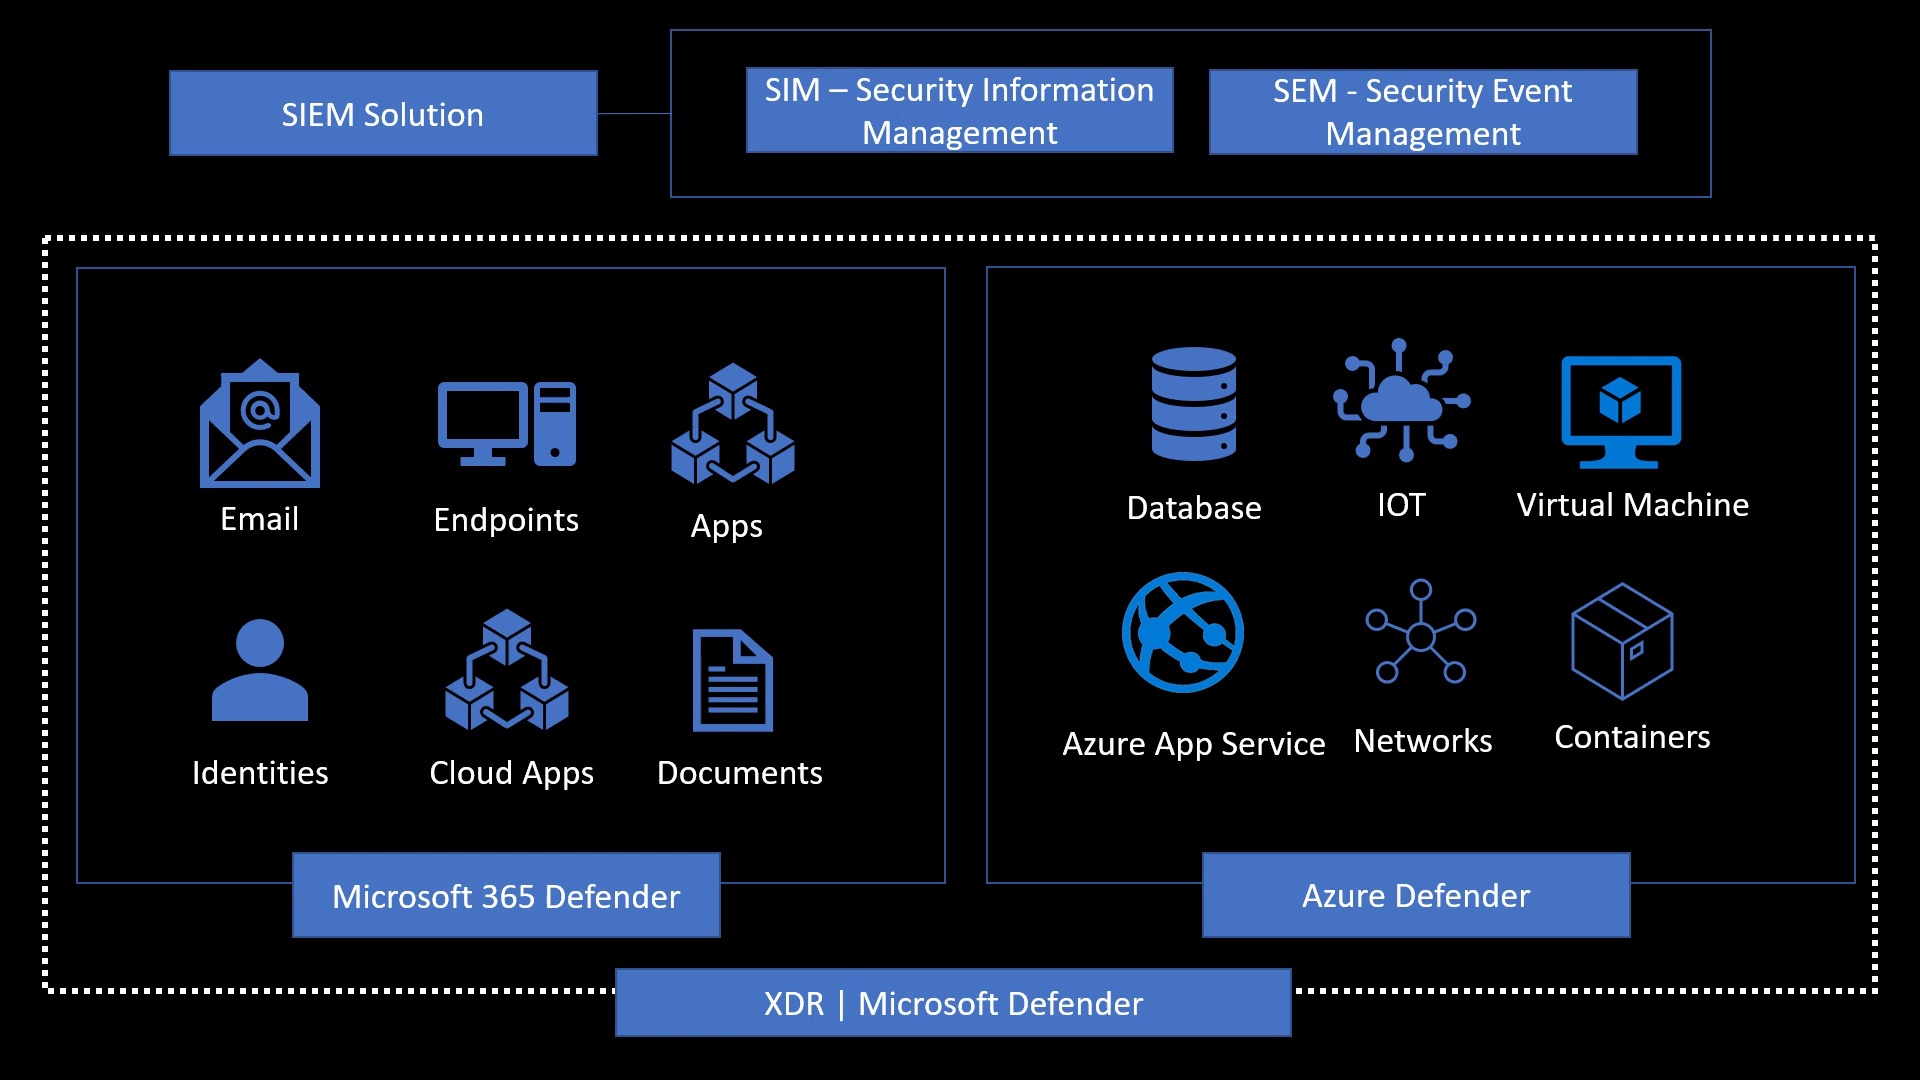 SIEM Solution
SIM – Security Information
Management
SEM - Security Event
Management
Email
Endpoints
Apps
Identities
Cloud Apps
Documents
Microsoft 365 Defender
Database
IOT
Virtual Machine
Azure App Service
Networks
Containers
Azure Defender
XDR | Microsoft Defender